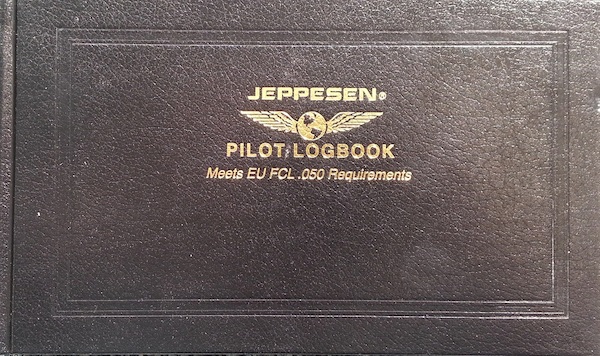 JEPPESEN®
PILOT LOGBOOK
Meets EU FCL .050 Requirements